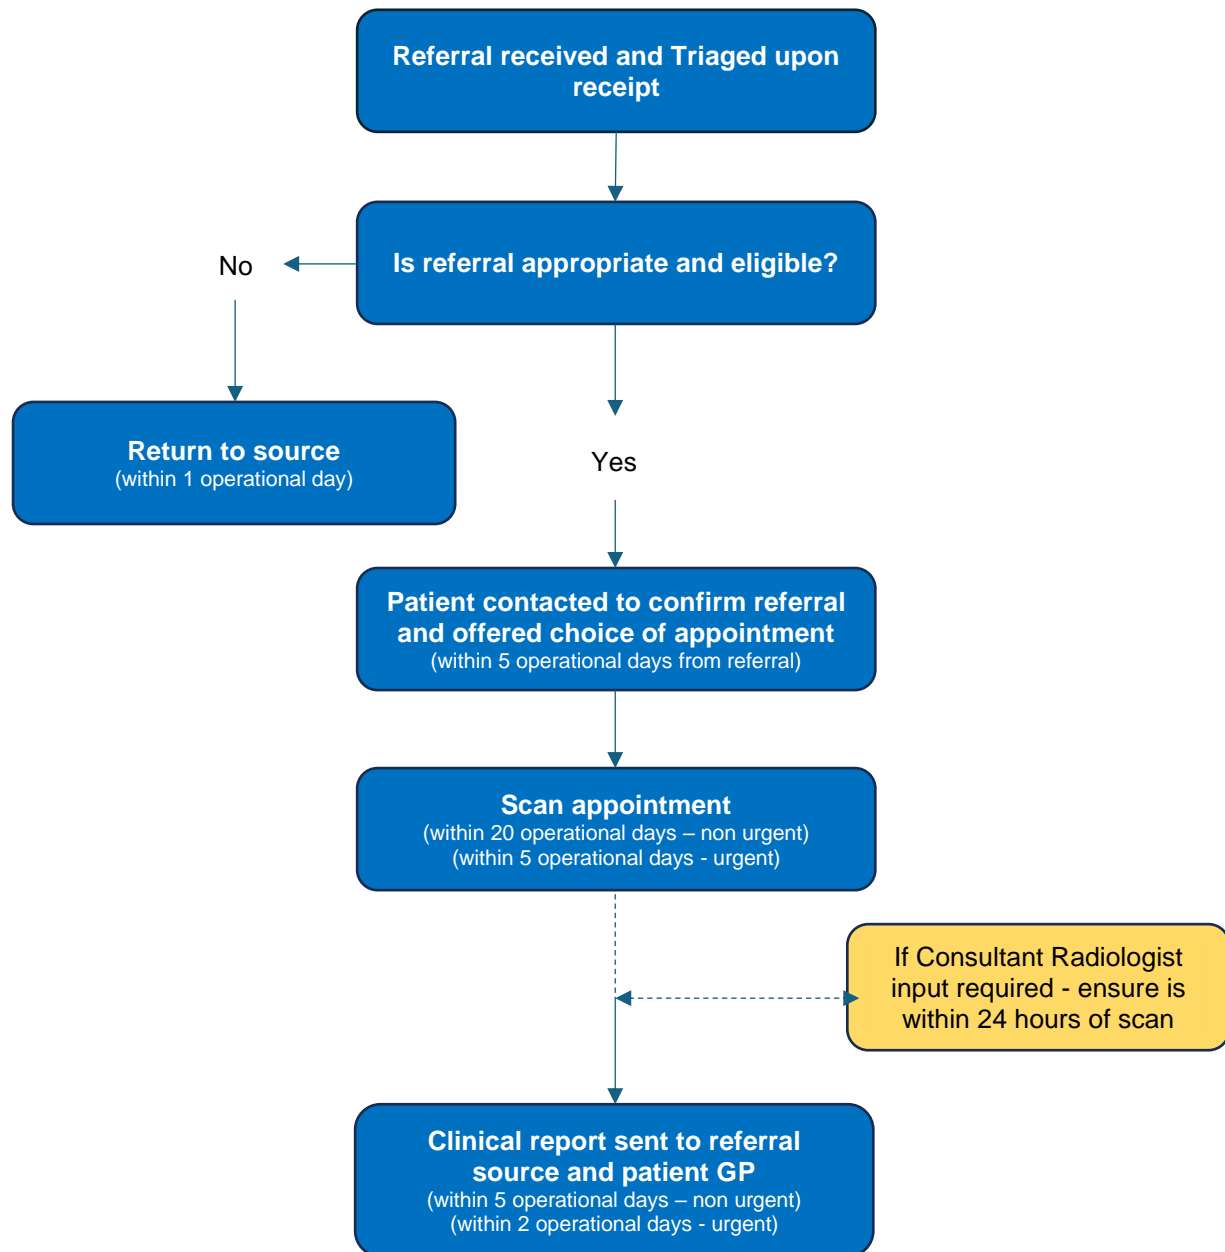 Referral received and Triaged upon
receipt
Is referral appropriate and eligible?
No
Return to source
(within 1 operational day)
Yes
Patient contacted to confirm referral
and offered choice of appointment
(within 5 operational days from referral)
Scan appointment
(within 20 operational days – non urgent)
(within 5 operational days - urgent)
If Consultant Radiologist
input required - ensure is
within 24 hours of scan
Clinical report sent to referral
source and patient GP
(within 5 operational days – non urgent)
(within 2 operational days - urgent)